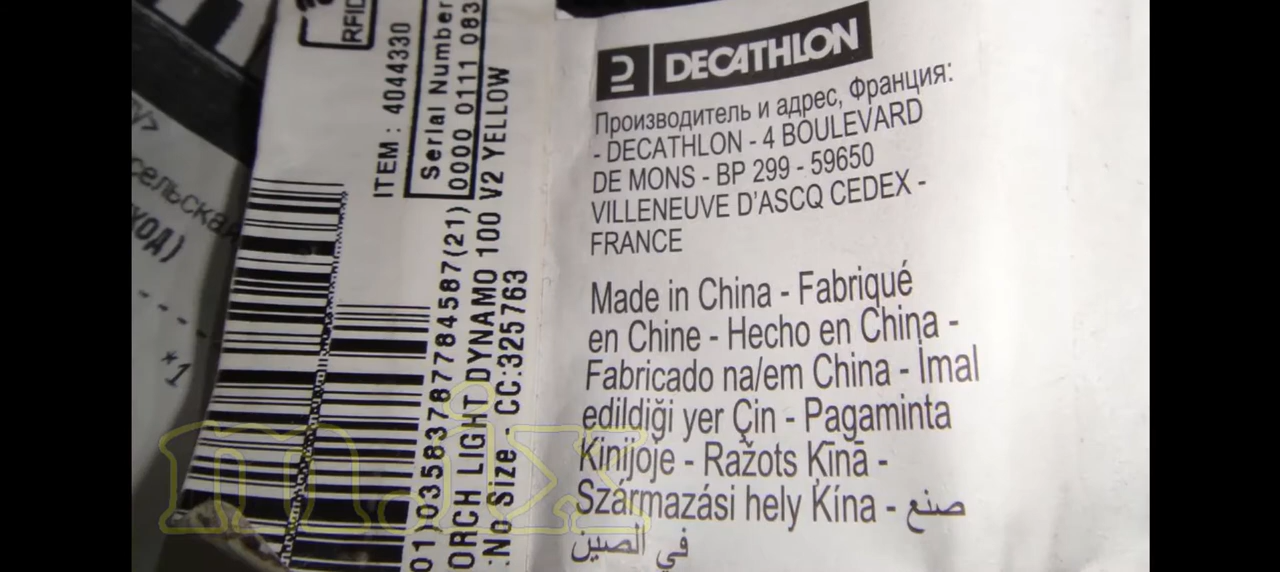 RFID
ITEM : 4044330
Serial Number
0000 0111 083
01)03583787784587(21)
ORCH LIGHT DYNAMO 100 V2 YELLOW
:No Size - CC:325763
сельская
*1
DECATHLON
Производитель и адрес, Франция:
- DECATHLON - 4 BOULEVARD
DE MONS - BP 299 - 59650
VILLENEUVE D'ASCQ CEDEX -
FRANCE
Made in China - Fabriqué
en Chine - Hecho en China -
Fabricado na/em China - İmal
edildiği yer Çin - Pagaminta
Kinijoje - Ražots Ķīnā -
Származási hely Kína - صنع
في الصين
m.ix